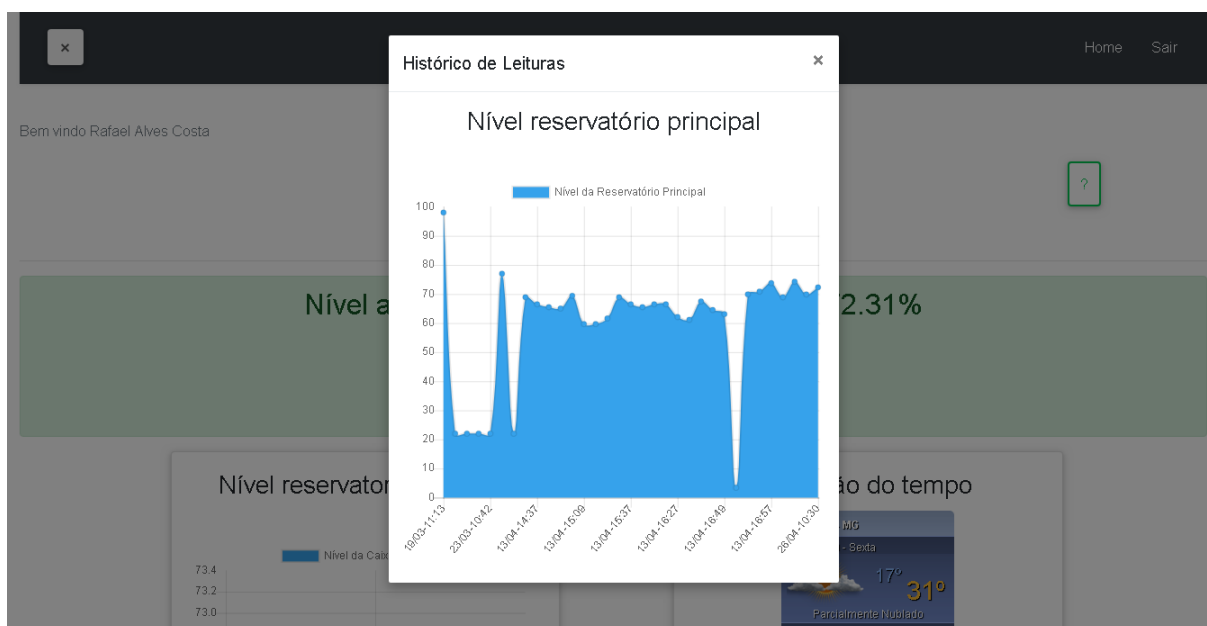 ×
Home Sair
Histórico de Leituras ×
Bem vindo Rafael Alves Costa
Nível reservatório principal
?
Nível da Reservatório Principal
100
90
80
70
60
50
40
30
20
10
0
19/03-11:13
23/03-10:42
13/04-14:37
13/04-15:09
13/04-15:37
13/04-16:27
13/04-16:49
13/04-16:57
26/04-10:30
Nível a
2.31%
Nível reservator
ão do tempo
Nível da Caix
73.4
73.2
73.0
MG
- Sexta
17°
31°
Parcialmente Nublado